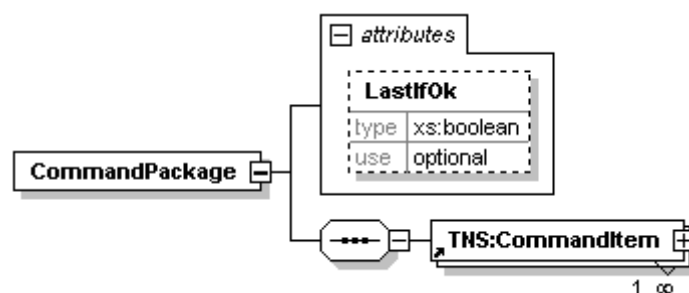 attributes
LastIfOk
type xs:boolean
use optional
CommandPackage
TNS:CommandItem
1 ∞